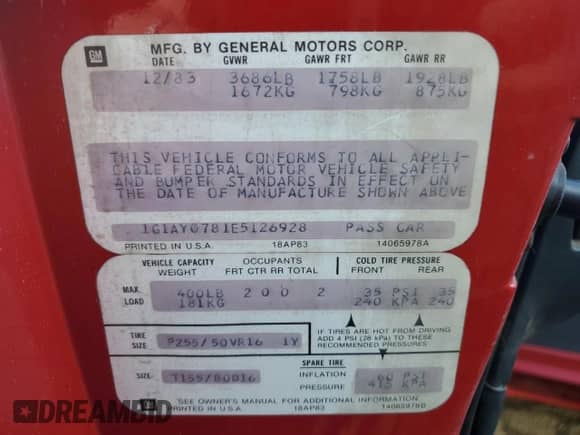 GM
MFG. BY GENERAL MOTORS CORP.
DATE GVWR GAWR FRT GAWR RR
12/83 3686LB 1758LB 1928LB
1672KG 798KG 875KG
THIS VEHICLE CONFORMS TO ALL APPLI-
CABLE FEDERAL MOTOR VEHICLE SAFETY
AND BUMPER STANDARDS IN EFFECT ON
THE DATE OF MANUFACTURE SHOWN ABOVE
1G1AY0781E5126928 PASS CAR
PRINTED IN U.S.A. 18AP83 14065978A
VEHICLE CAPACITY OCCUPANTS COLD TIRE PRESSURE
WEIGHT FRT CTR RR TOTAL FRONT REAR
MAX. LOAD 400LB 2 0 0 2 35 PSI 35
181KG 240 KPA 240
TIRE SIZE P255/50VR16 1Y
IF TIRES ARE HOT FROM DRIVING
ADD 4 PSI (28 kPa) TO THESE
RECOMMENDED PRESSURES
SPARE TIRE
SIZE T155/80D16 INFLATION PRESSURE 60 PSI
415 KPA
GM SEE OWNER'S MANUAL FOR ADDITIONAL INFORMATION
PRINTED IN U.S.A. 18AP83 14065978B
DREAMBID